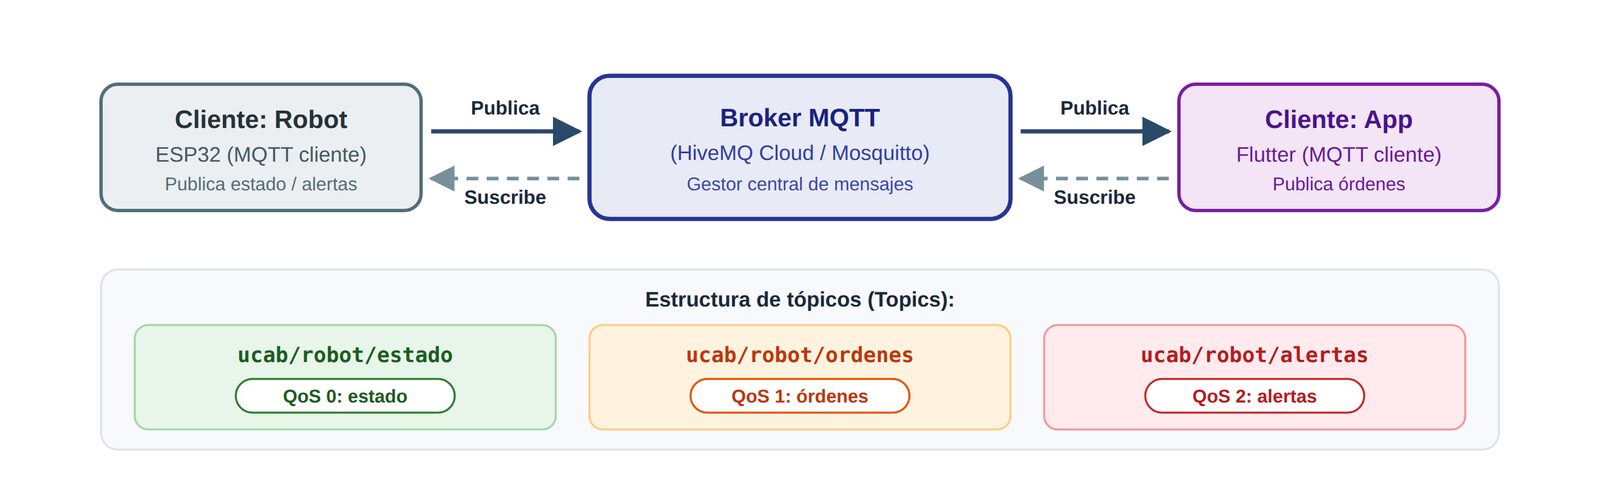 Cliente: Robot
ESP32 (MQTT cliente)
Publica estado / alertas
Publica
Suscribe
Broker MQTT
(HiveMQ Cloud / Mosquitto)
Gestor central de mensajes
Publica
Suscribe
Cliente: App
Flutter (MQTT cliente)
Publica órdenes
Estructura de tópicos (Topics):
ucab/robot/estado
QoS 0: estado
ucab/robot/ordenes
QoS 1: órdenes
ucab/robot/alertas
QoS 2: alertas